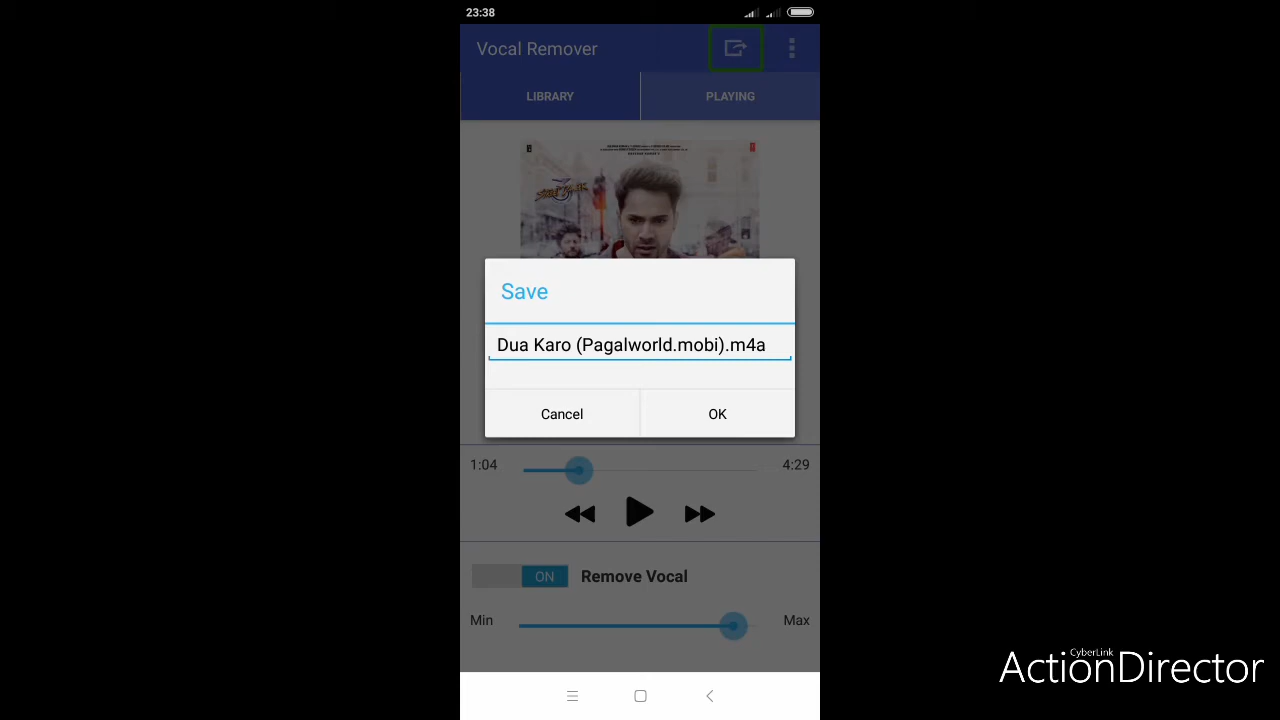 23:38
Vocal Remover
LIBRARY
PLAYING
Save
Dua Karo (Pagalworld.mobi).m4a
Cancel
OK
1:04
4:29
ON
Remove Vocal
Min
Max
CyberLink
ActionDirector